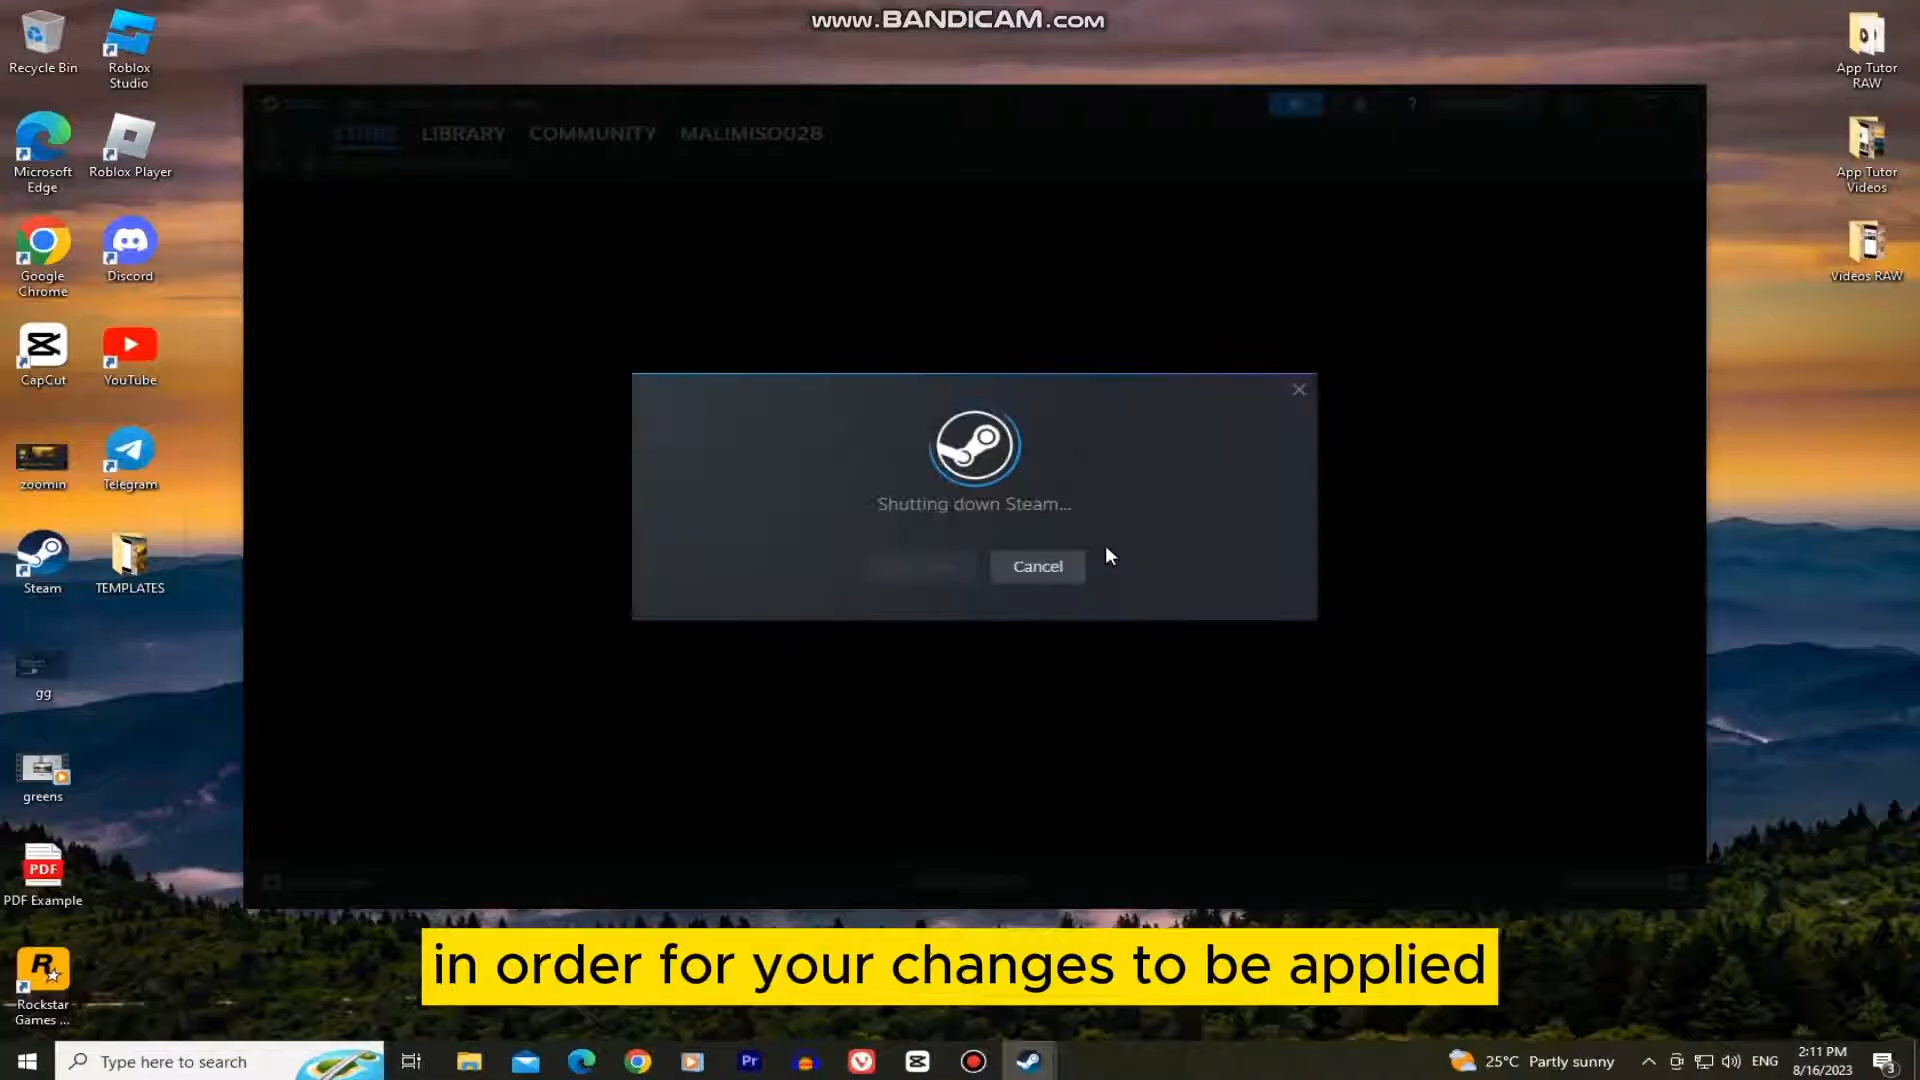 www.BANDICAM.com
Recycle Bin
Roblox
Studio
Microsoft
Edge
Roblox Player
Google
Chrome
Discord
CapCut
YouTube
zoomin
Telegram
Steam
TEMPLATES
gg
greens
PDF
PDF Example
Rockstar
Games ...
App Tutor
RAW
App Tutor
Videos
Videos RAW
STORE LIBRARY COMMUNITY MALIMISO028
?
Shutting down Steam...
Cancel
in order for your changes to be applied
Type here to search
Pr
25°C Partly sunny
ENG
2:11 PM
8/16/2023
3